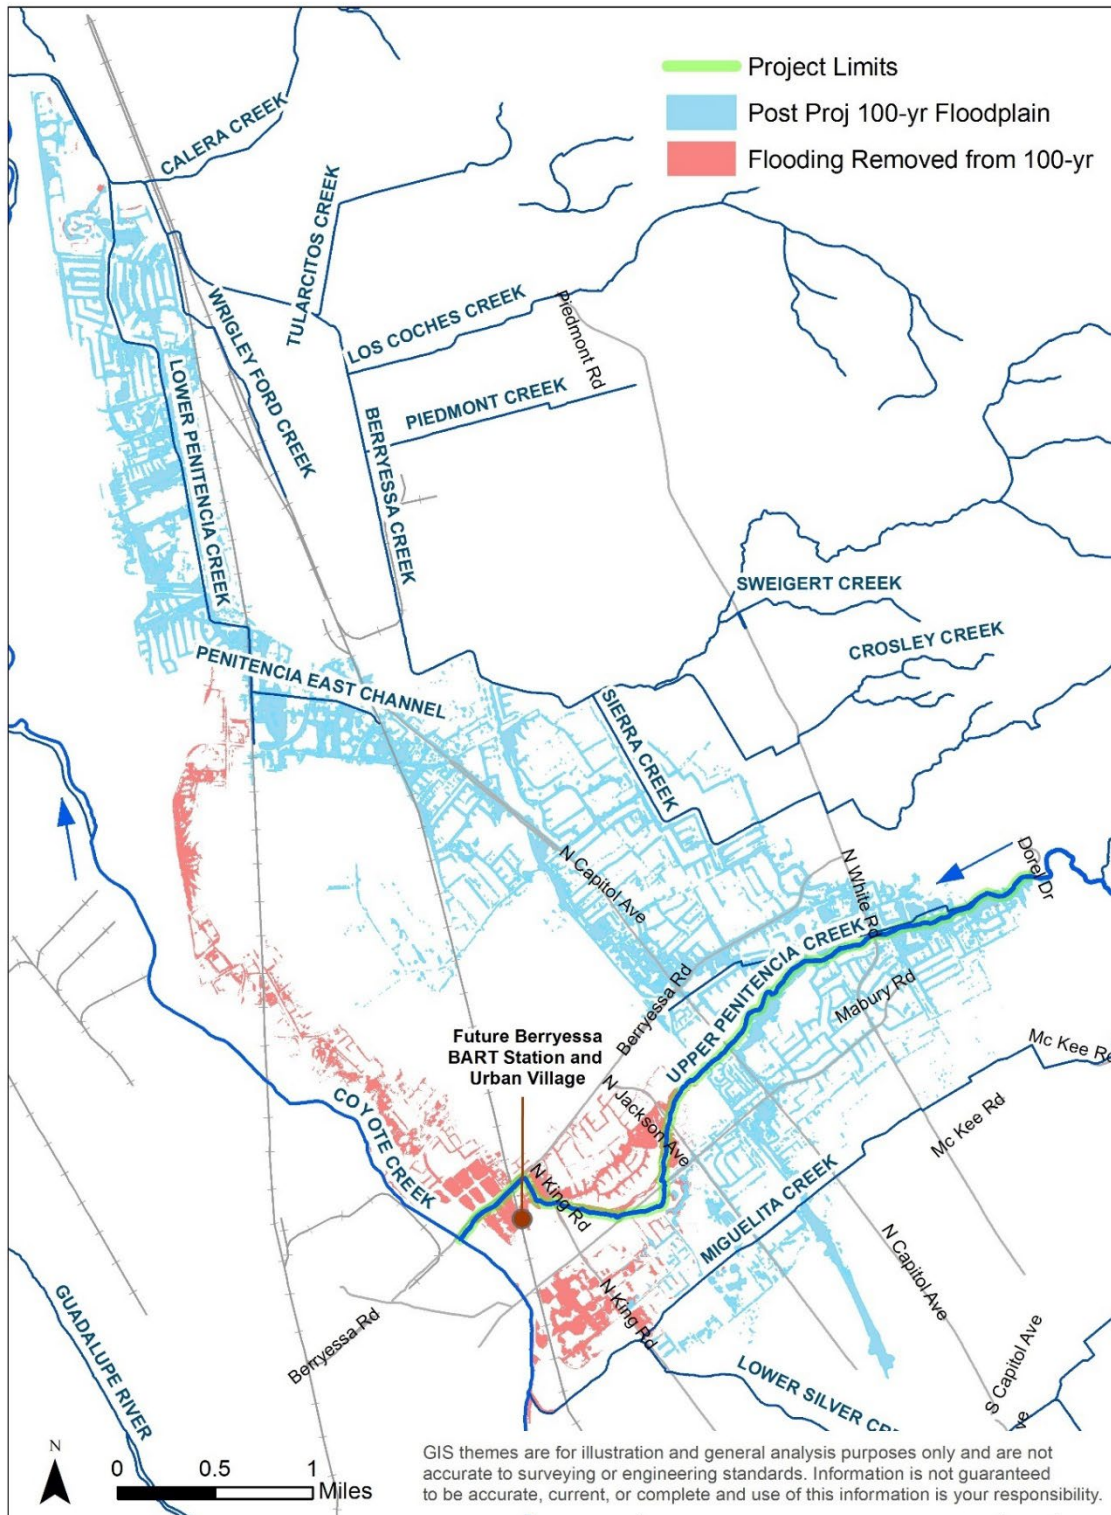 Project Limits
Post Proj 100-yr Floodplain
Flooding Removed from 100-yr
CALERA CREEK
TULARCITOS CREEK
WRIGLEY FORD CREEK
LOS COCHES CREEK
Piedmont Rd
PIEDMONT CREEK
LOWER PENITENCIA CREEK
BERRYESSA CREEK
SWEIGERT CREEK
CROSLEY CREEK
PENITENCIA EAST CHANNEL
SIERRA CREEK
N Capitol Ave
N White Rd
Dorel Dr
UPPER PENITENCIA CREEK
Berryessa Rd
Mabury Rd
Mc Kee Rd
Future Berryessa
BART Station and
Urban Village
N Jackson Ave
Mc Kee Rd
COYOTE CREEK
N King Rd
MIGUELITA CREEK
N Capitol Ave
N King Rd
Berryessa Rd
GUADALUPE RIVER
LOWER SILVER CR
S Capitol Ave
ve
N
0 0.5 1
Miles
GIS themes are for illustration and general analysis purposes only and are not
accurate to surveying or engineering standards. Information is not guaranteed
to be accurate, current, or complete and use of this information is your responsibility.